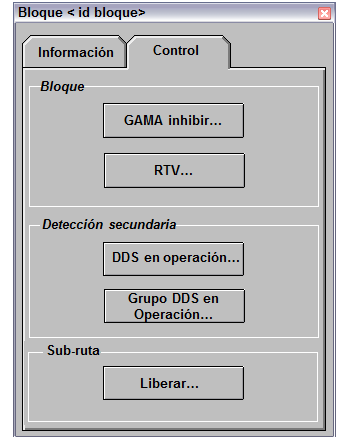 Bloque < id bloque>
Información Control
Bloque
GAMA inhibir...
RTV...
Detección secundaria
DDS en operación...
Grupo DDS en
Operación...
Sub-ruta
Liberar...